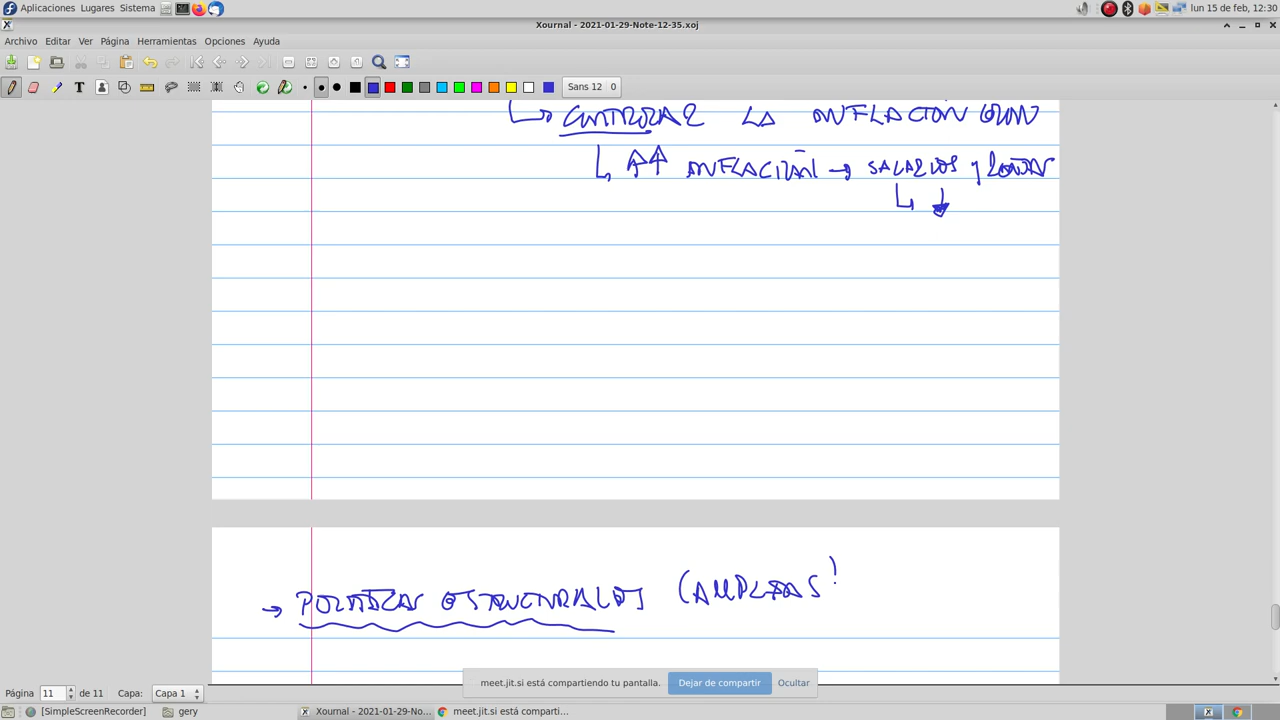 Aplicaciones Lugares Sistema lun 15 de feb, 12:30
Xournal - 2021-01-29-Note-12-35.xoj
Archivo Editar Ver Página Herramientas Opciones Ayuda
Sans 12 0
CONTROLAR LA INFLACIÓN
↳ ↑↑ INFLACIÓN → SALARIOS y
↳ ↓
→ POLÍTICAS ESTRUCTURALES (AMPLIAS)
meet.jit.si está compartiendo tu pantalla. Dejar de compartir Ocultar
Página 11 de 11 Capa: Capa 1
[SimpleScreenRecorder] gery Xournal - 2021-01-29-No... meet.jit.si está comparti...